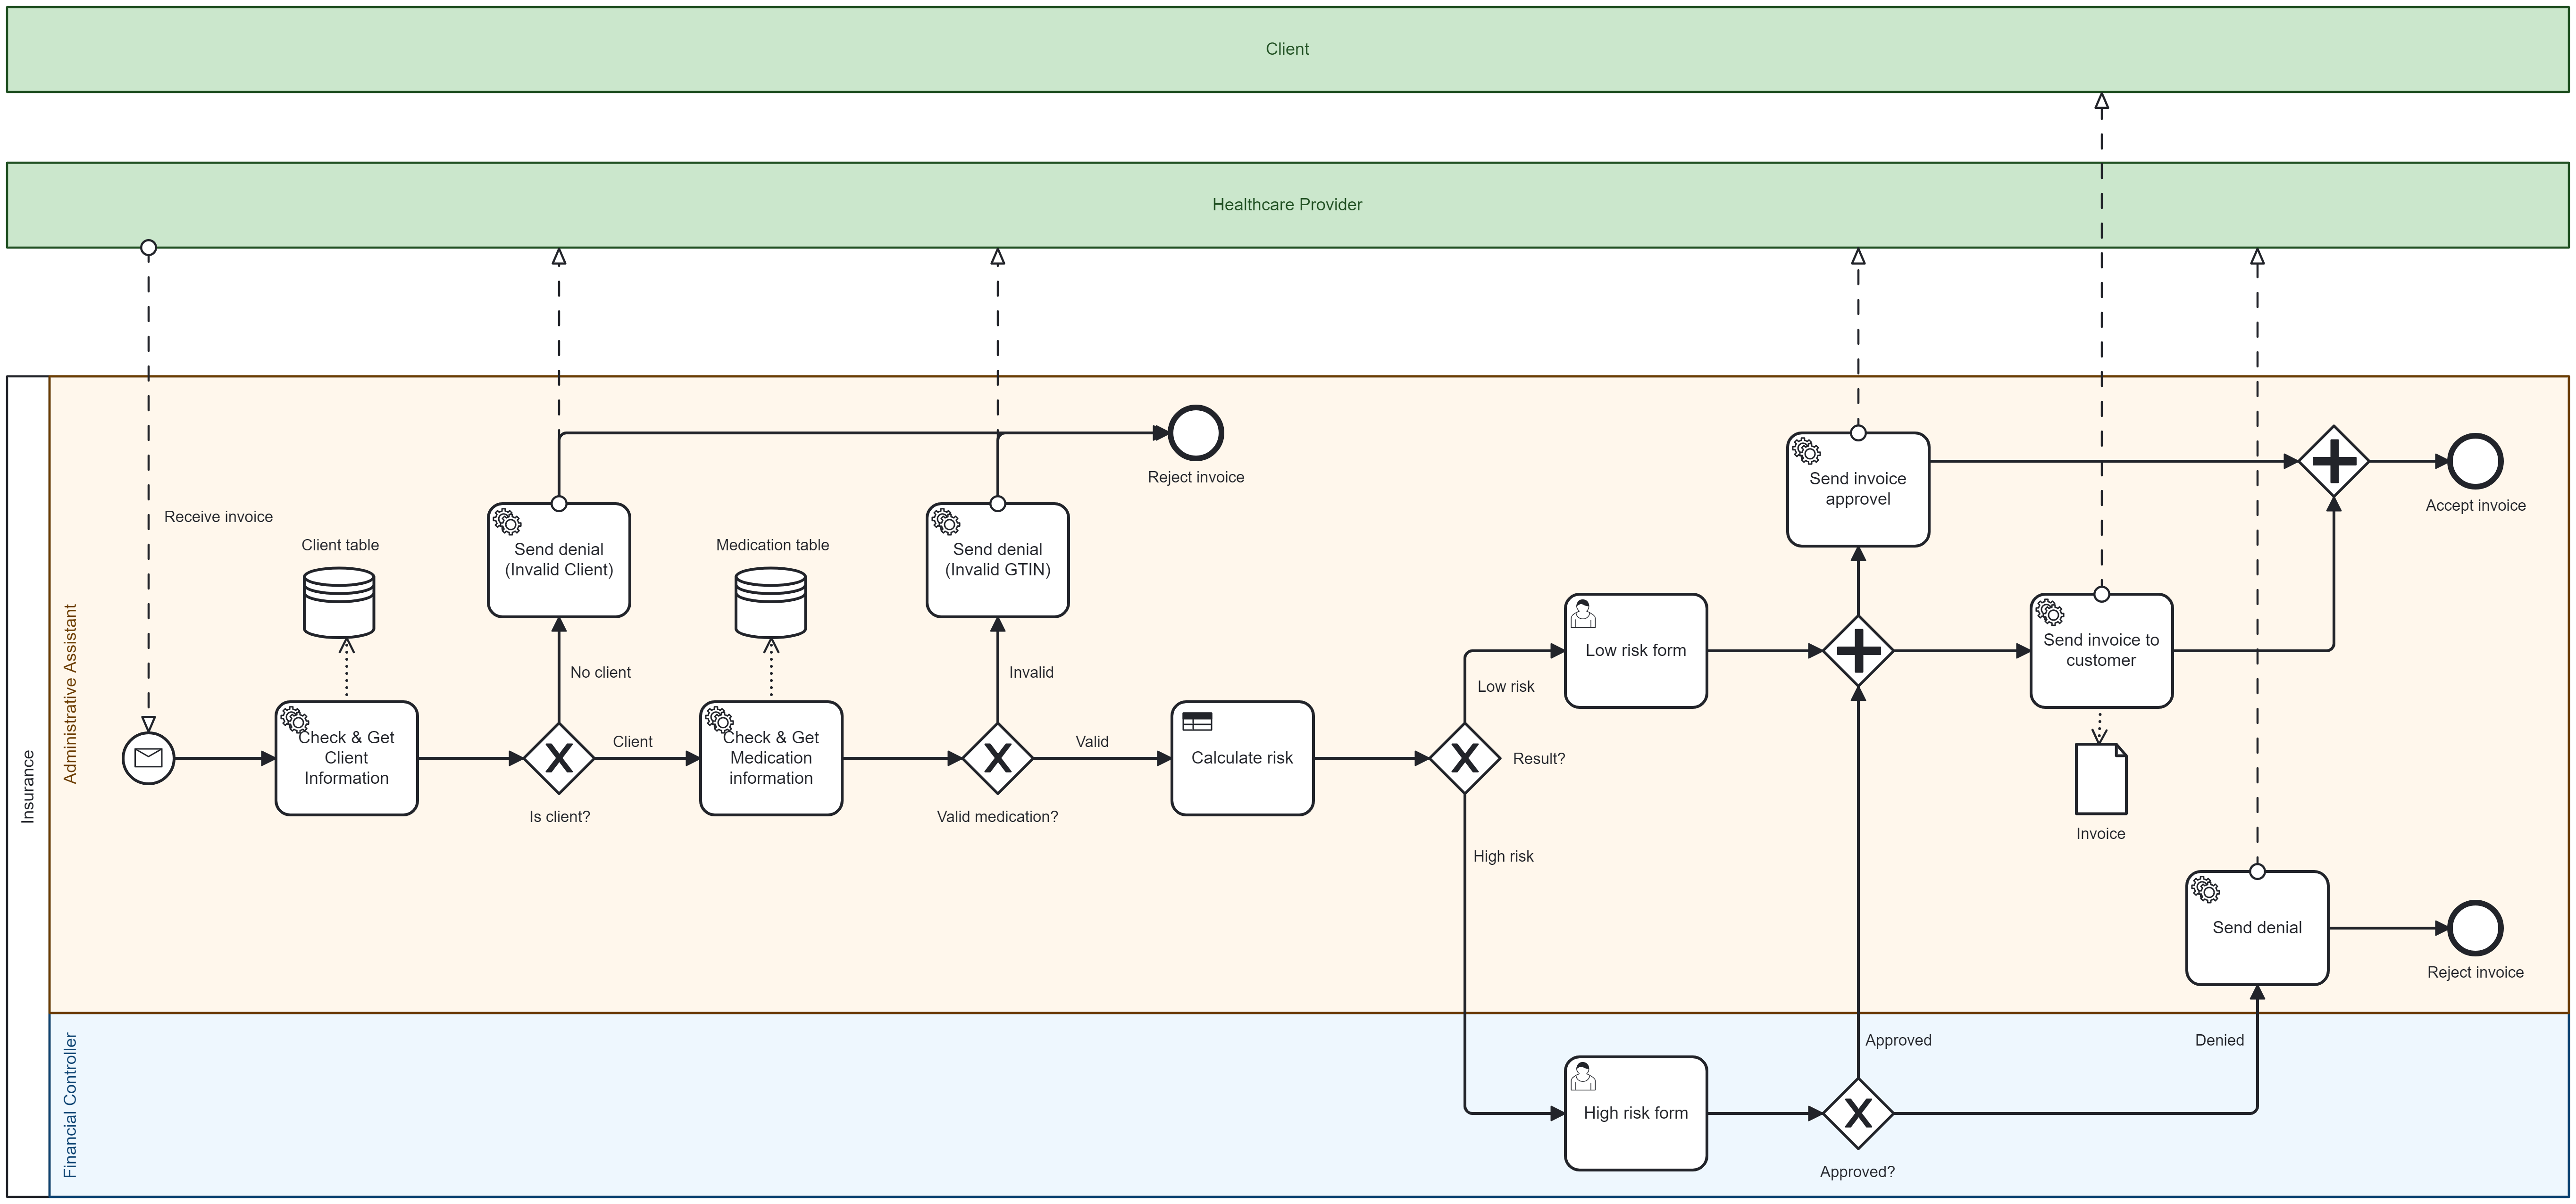 Client
Healthcare Provider
Insurance
Administrative Assistant
Receive invoice
Client table
Check & Get
Client
Information
Send denial
(Invalid Client)
No client
Client
Is client?
Medication table
Check & Get
Medication
information
Send denial
(Invalid GTIN)
Invalid
Valid
Valid medication?
Reject invoice
Calculate risk
Low risk
Result?
High risk
Low risk form
Send invoice
approvel
Send invoice to
customer
Invoice
Accept invoice
Send denial
Reject invoice
Financial Controller
High risk form
Approved
Approved?
Denied